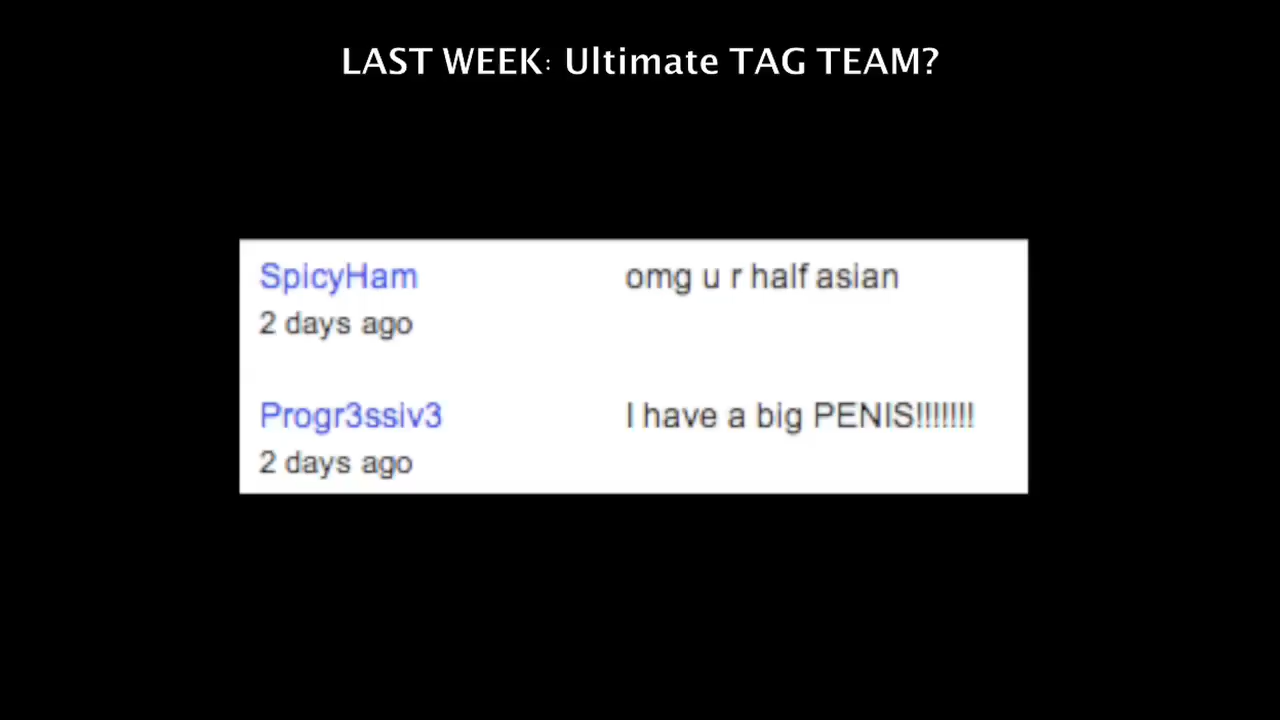 LAST WEEK: Ultimate TAG TEAM?
SpicyHam omg u r half asian
2 days ago
Progr3ssiv3 I have a big PENIS!!!!!!!
2 days ago